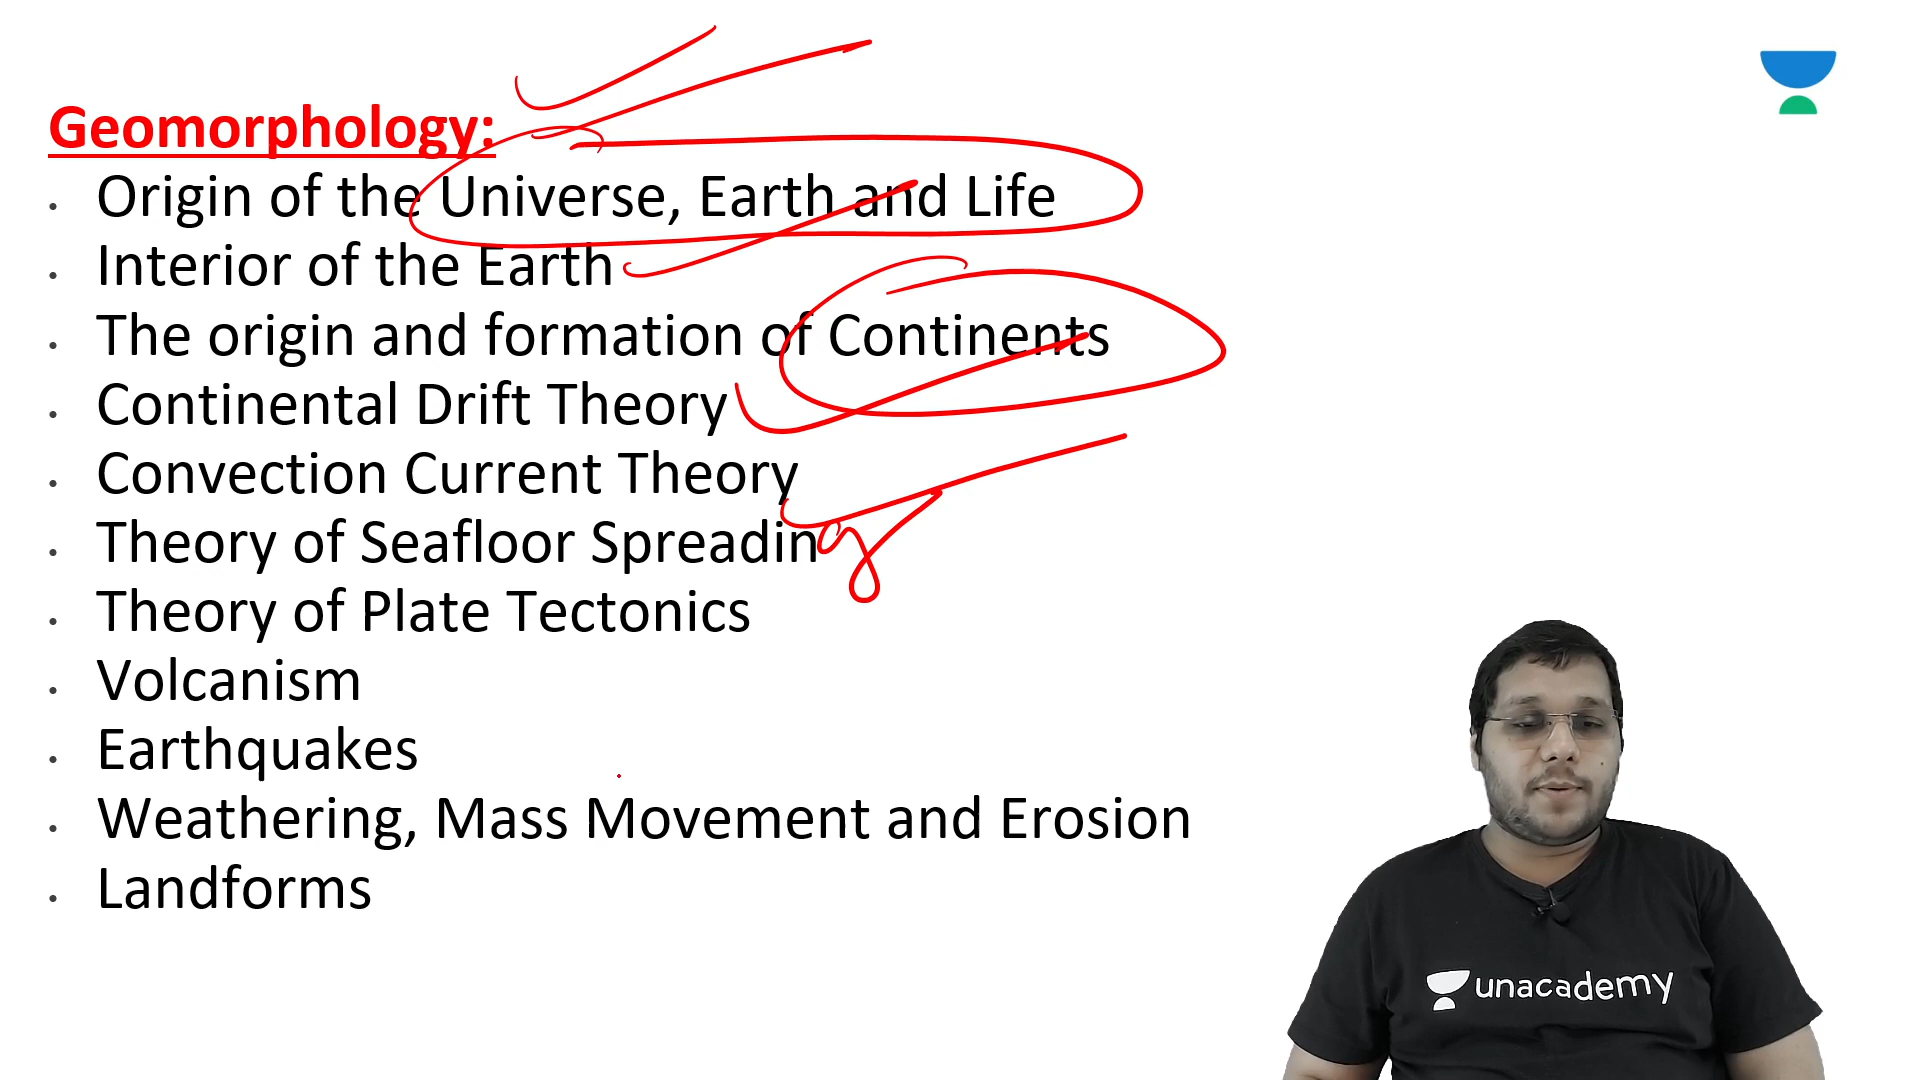 Geomorphology:
Origin of the Universe, Earth and Life
Interior of the Earth
The origin and formation of Continents
Continental Drift Theory
Convection Current Theory
Theory of Seafloor Spreading
Theory of Plate Tectonics
Volcanism
Earthquakes
Weathering, Mass Movement and Erosion
Landforms
unacademy